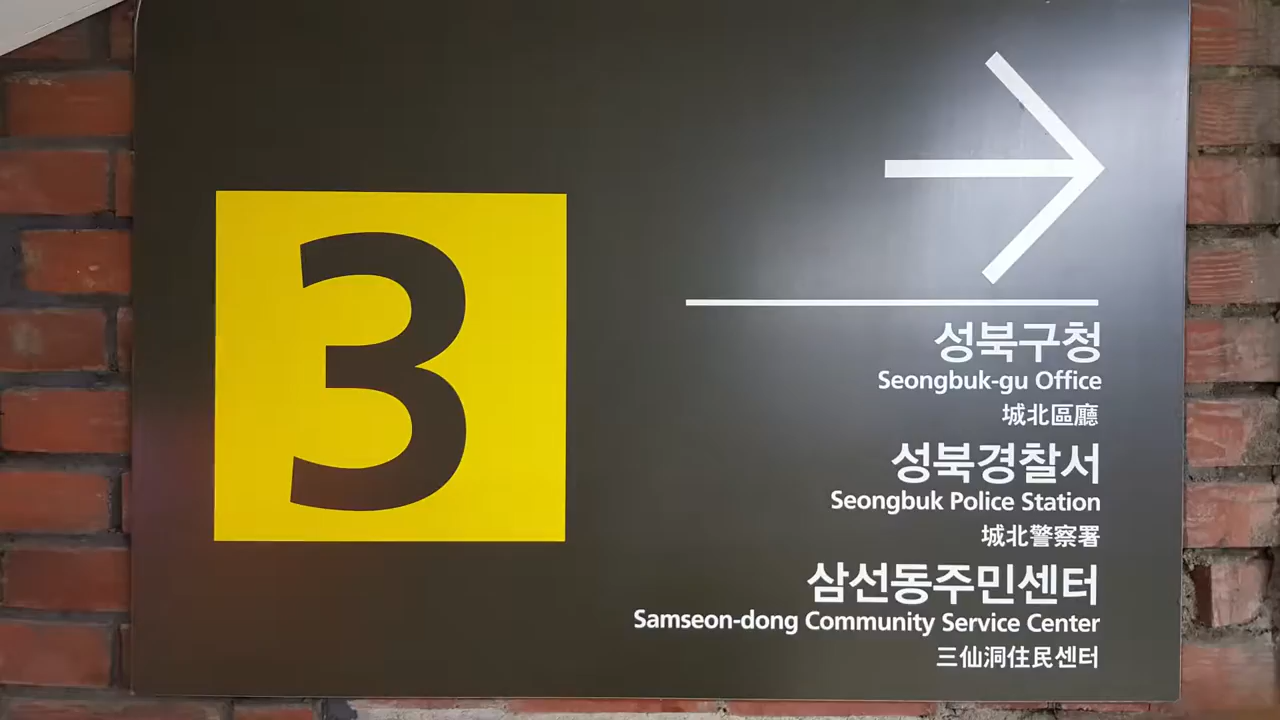 3
성북구청
Seongbuk-gu Office
城北區廳
성북경찰서
Seongbuk Police Station
城北警察署
삼선동주민센터
Samseon-dong Community Service Center
三仙洞住民센터